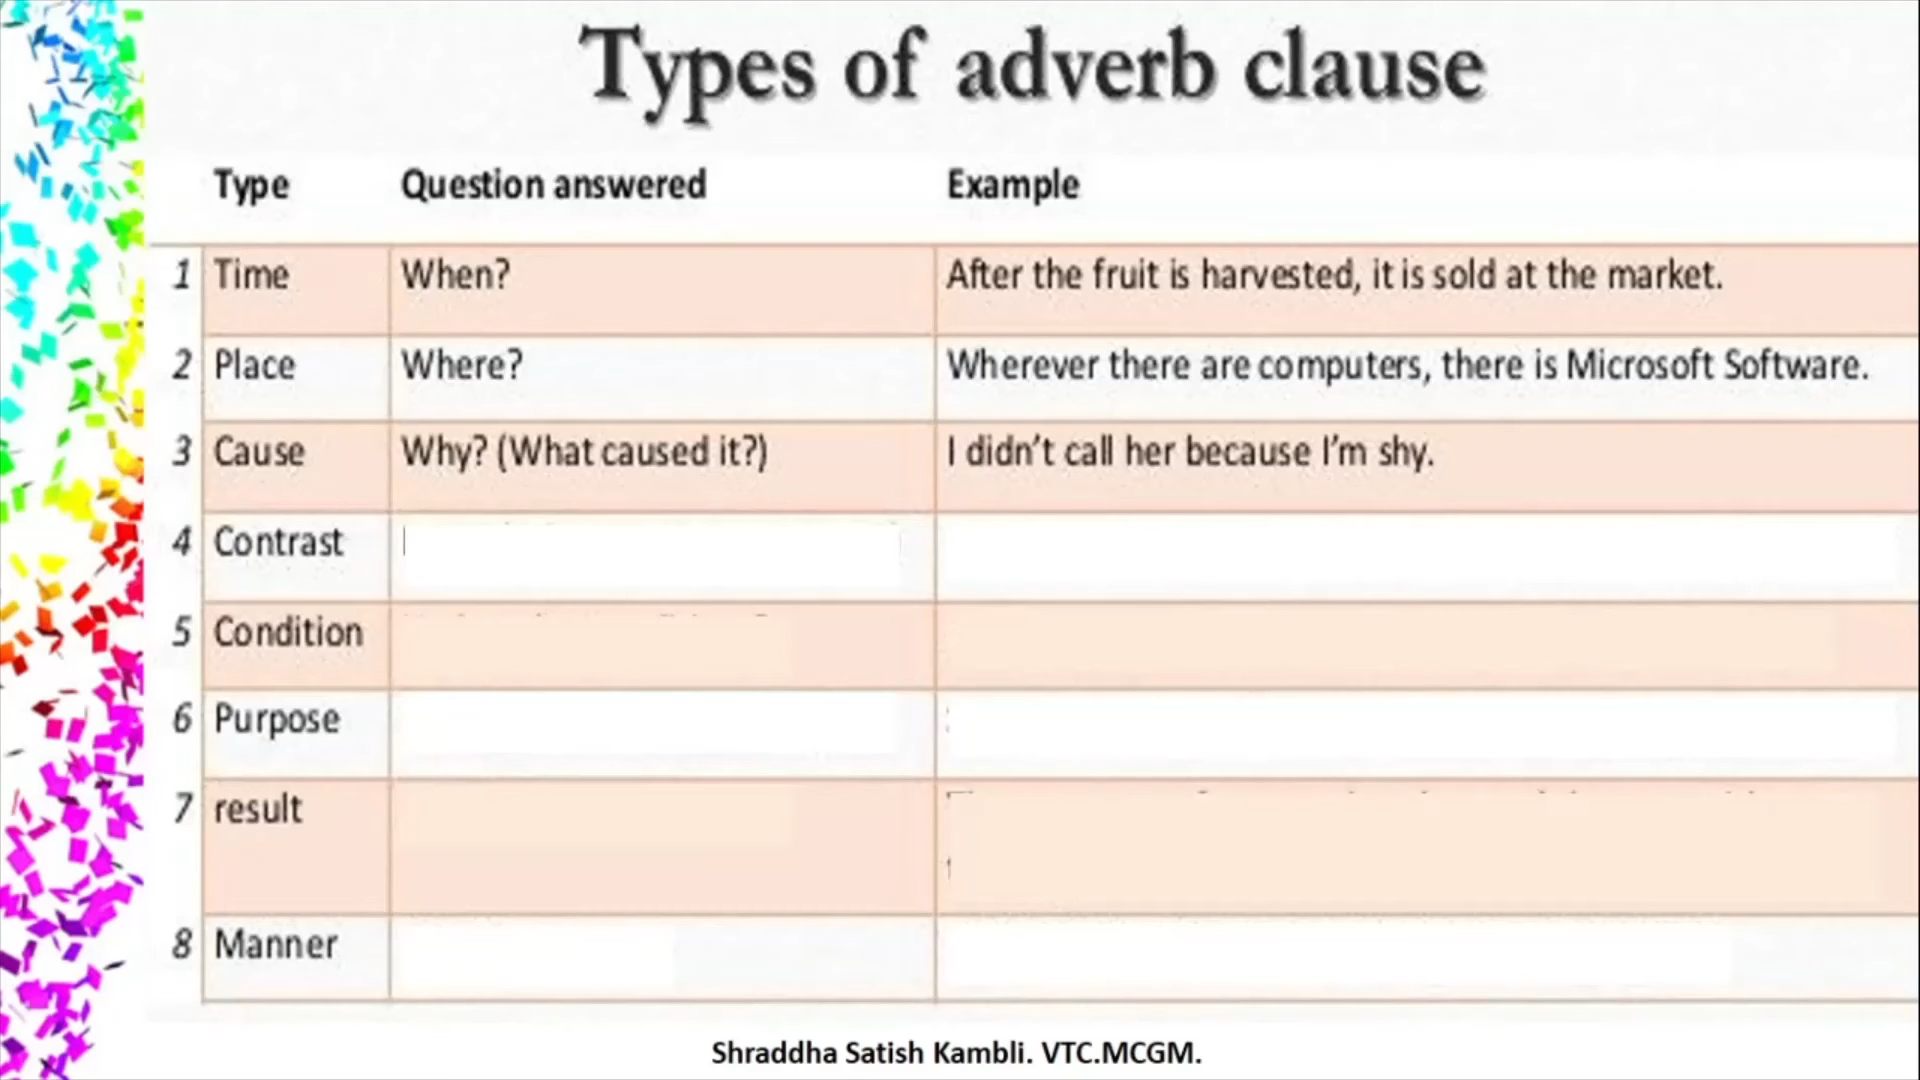 Types of adverb clause
Type Question answered Example
1 Time When? After the fruit is harvested, it is sold at the market.
2 Place Where? Wherever there are computers, there is Microsoft Software.
3 Cause Why? (What caused it?) I didn't call her because I'm shy.
4 Contrast
5 Condition
6 Purpose
7 result
8 Manner
Shraddha Satish Kambli. VTC.MCGM.